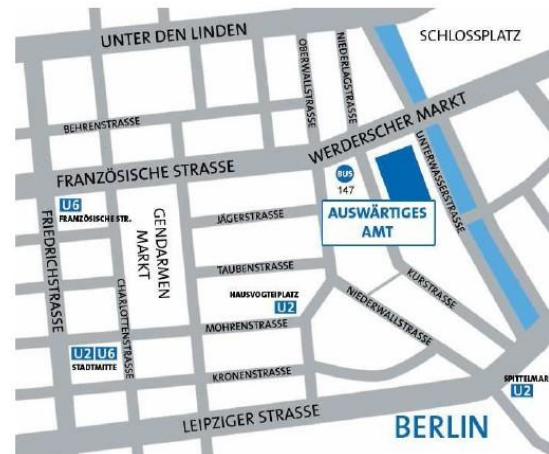 UNTER DEN LINDEN
SCHLOSSPLATZ
OBERWALLSTRASSE
NIEDERLAGSTRASSE
BEHRENSTRASSE
WERDERSCHER MARKT
UNTERWASSERSTRASSE
FRANZÖSISCHE STRASSE
BUS
147
U6
FRANZÖSISCHE STR.
FRIEDRICHSTRASSE
GENDARMEN
MARKT
JÄGERSTRASSE
AUSWÄRTIGES
AMT
TAUBENSTRASSE
CHARLOTTENSTRASSE
HAUSVOGTEIPLATZ
U2
KURSTRASSE
NIEDERWALLSTRASSE
MOHRENSTRASSE
U2 U6
STADTMITTE
KRONENSTRASSE
SPITTELMAR
U2
LEIPZIGER STRASSE
BERLIN